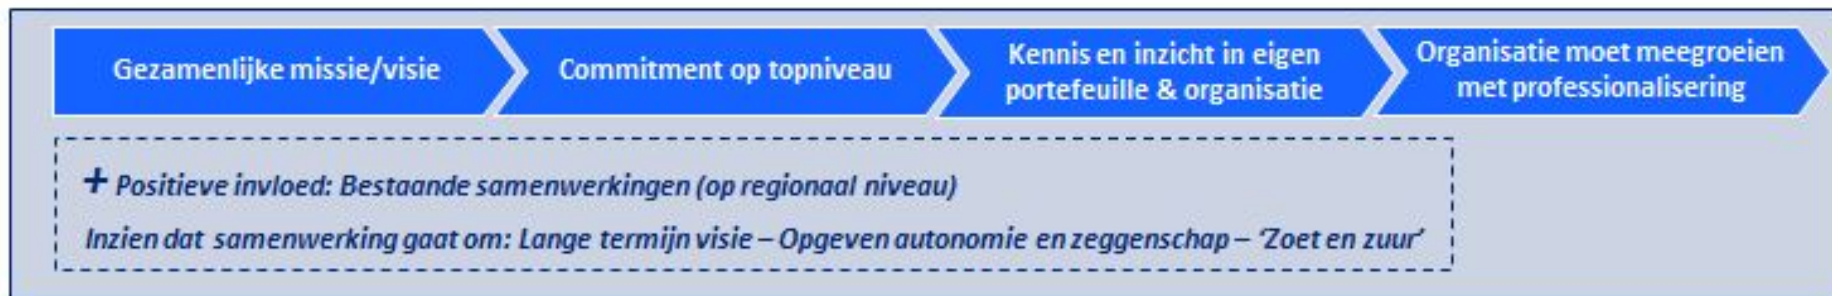 Gezamenlijke missie/visie
Commitment op topniveau
Kennis en inzicht in eigen
portefeuille & organisatie
Organisatie moet meegroeien
met professionalisering
+ Positieve invloed: Bestaande samenwerkingen (op regionaal niveau)
Inzien dat samenwerking gaat om: Lange termijn visie – Opgeven autonomie en zeggenschap – ‘Zoet en zuur’